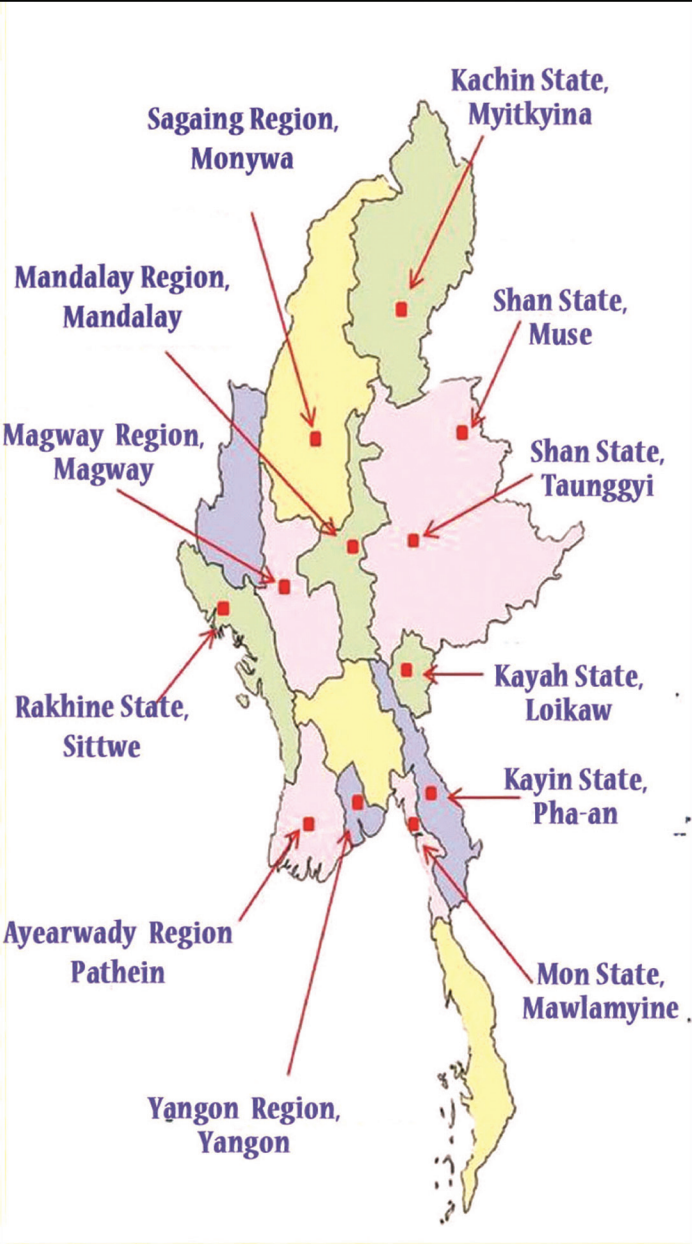 Kachin State,
Myitkyina
Sagaing Region,
Monywa
Mandalay Region,
Mandalay
Shan State,
Muse
Magway Region,
Magway
Shan State,
Taunggyi
Rakhine State,
Sittwe
Kayah State,
Loikaw
Kayin State,
Pha-an
Ayearwady Region
Pathein
Mon State,
Mawlamyine
Yangon Region,
Yangon